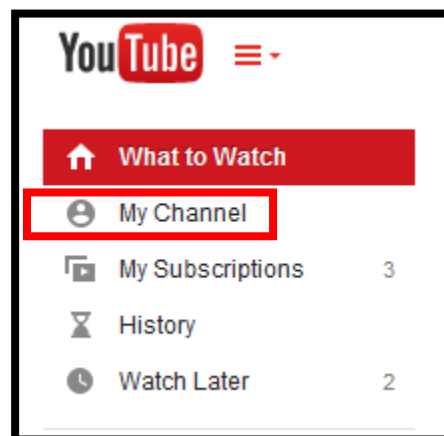 YouTube
What to Watch
My Channel
My Subscriptions 3
History
Watch Later 2